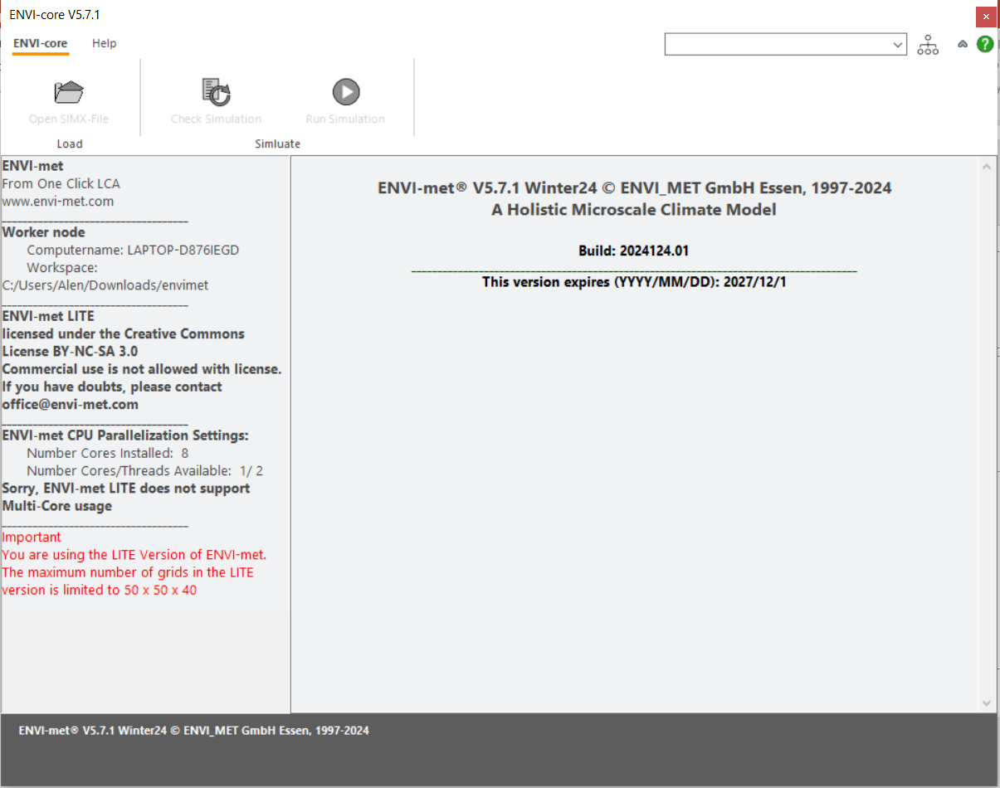 ENVI-core V5.7.1
ENVI-core Help
Open SIMX-File Check Simulation Run Simulation
Load Simluate
ENVI-met
From One Click LCA
www.envi-met.com
Worker node
Computername: LAPTOP-D876IEGD
Workspace:
C:/Users/Alen/Downloads/envimet
ENVI-met LITE
licensed under the Creative Commons
License BY-NC-SA 3.0
Commercial use is not allowed with license.
If you have doubts, please contact
office@envi-met.com
ENVI-met CPU Parallelization Settings:
Number Cores Installed: 8
Number Cores/Threads Available: 1/ 2
Sorry, ENVI-met LITE does not support
Multi-Core usage
Important
You are using the LITE Version of ENVI-met.
The maximum number of grids in the LITE
version is limited to 50 x 50 x 40
ENVI-met® V5.7.1 Winter24 © ENVI_MET GmbH Essen, 1997-2024
A Holistic Microscale Climate Model
Build: 2024124.01
This version expires (YYYY/MM/DD): 2027/12/1
ENVI-met® V5.7.1 Winter24 © ENVI_MET GmbH Essen, 1997-2024